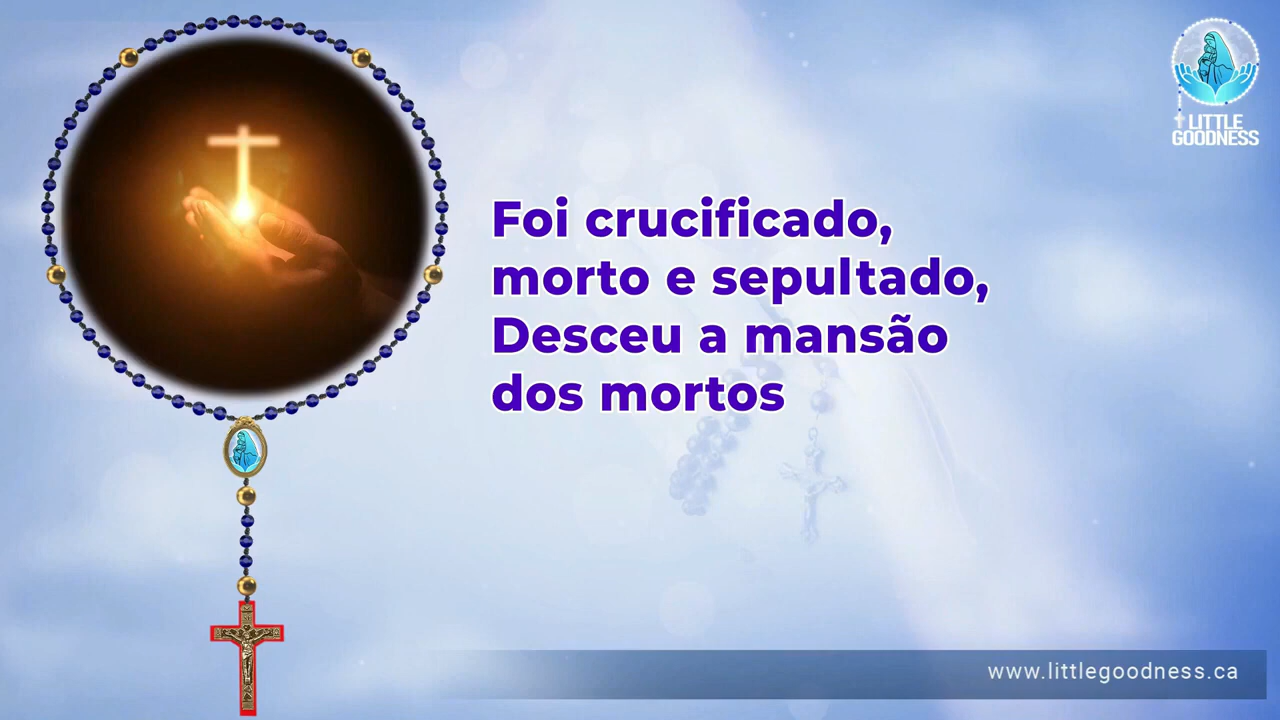 LITTLE
GOODNESS
Foi crucificado,
morto e sepultado,
Desceu a mansão
dos mortos
www.littlegoodness.ca